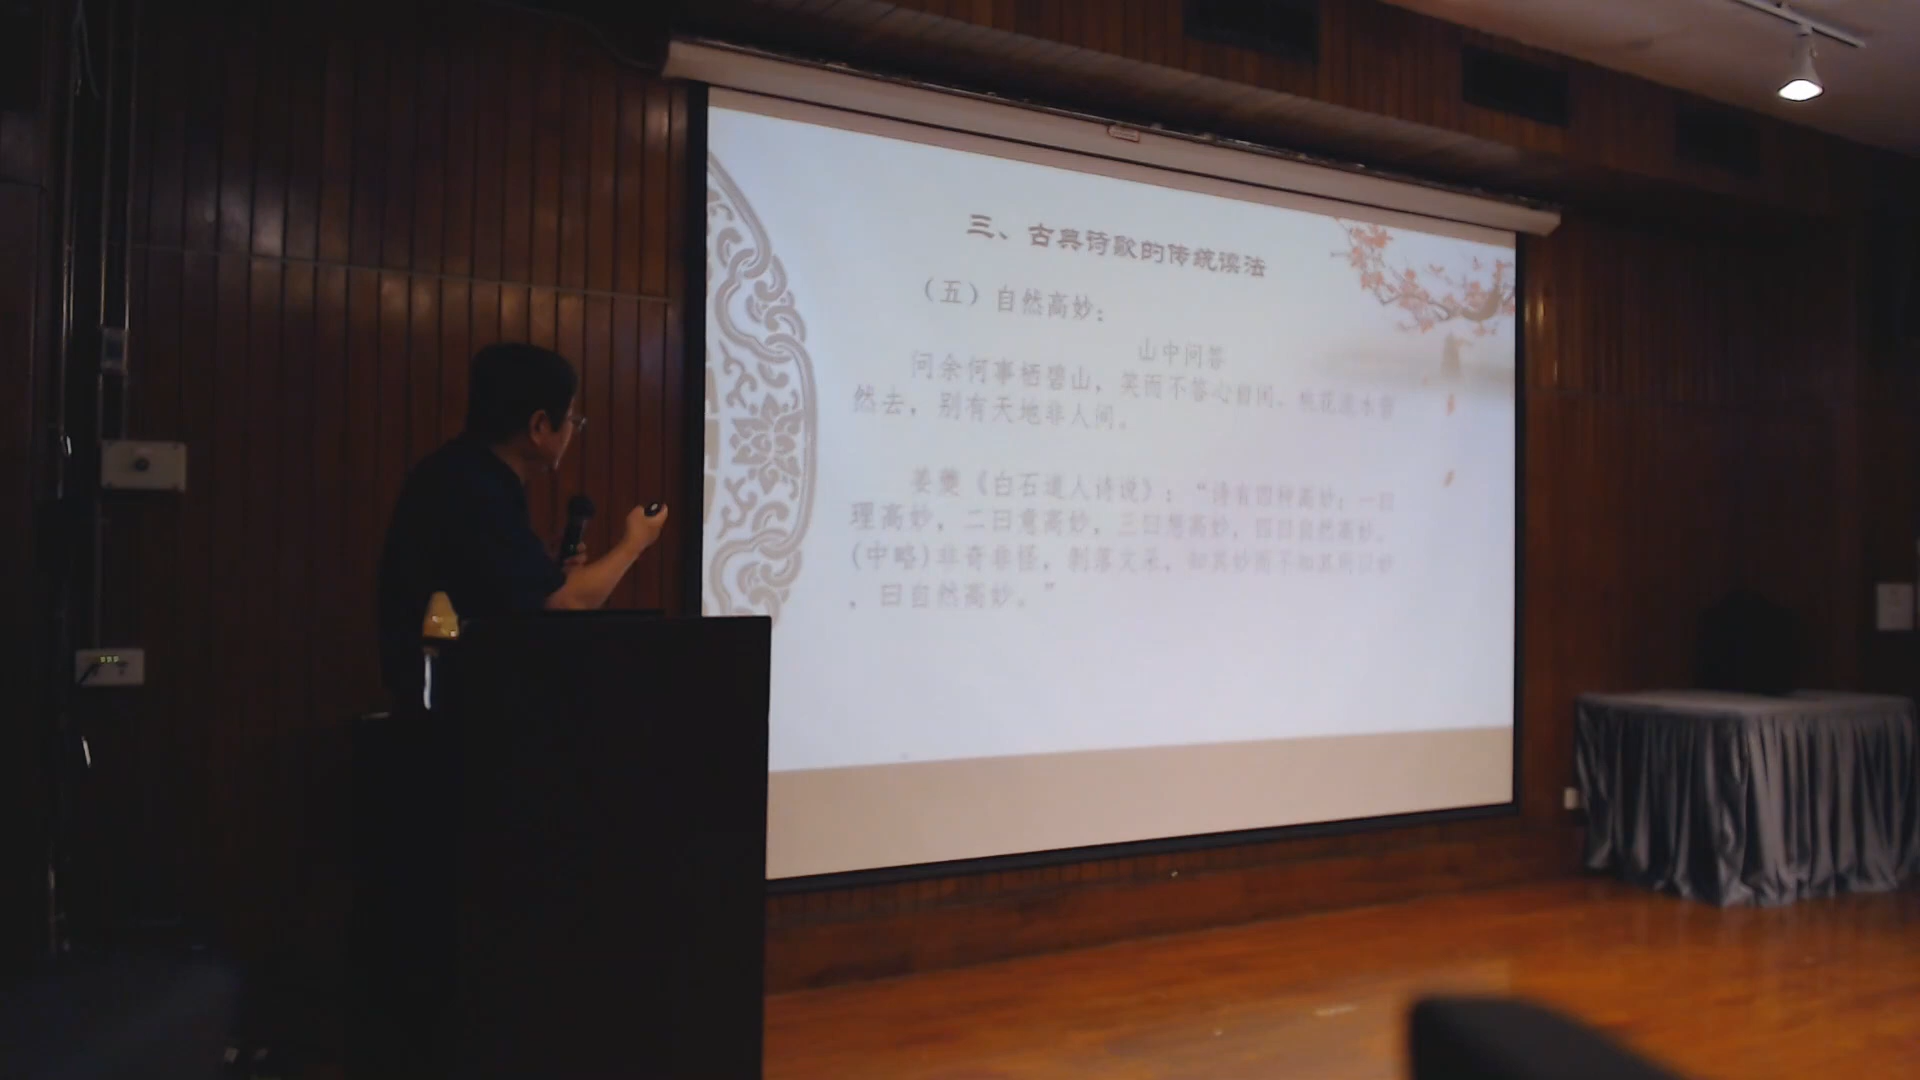 三、古典诗歌的传统读法
（五）自然高妙：
山中问答
问余何事栖碧山，笑而不答心自闲。桃花流水窅
然去，别有天地非人间。
姜夔《白石道人诗说》：“诗有四种高妙：一曰
理高妙，二曰意高妙，三曰想高妙，四曰自然高妙。
(中略)非奇非怪，剥落文采，知其妙而不知其所以妙
，曰自然高妙。”